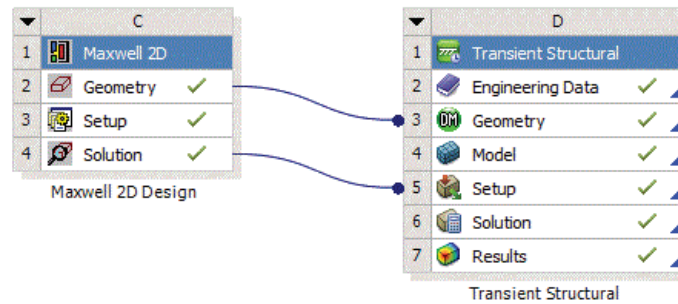 C
1 Maxwell 2D
2 Geometry
3 Setup
4 Solution
Maxwell 2D Design
D
1 Transient Structural
2 Engineering Data
3 DM Geometry
4 Model
5 Setup
6 Solution
7 Results
Transient Structural